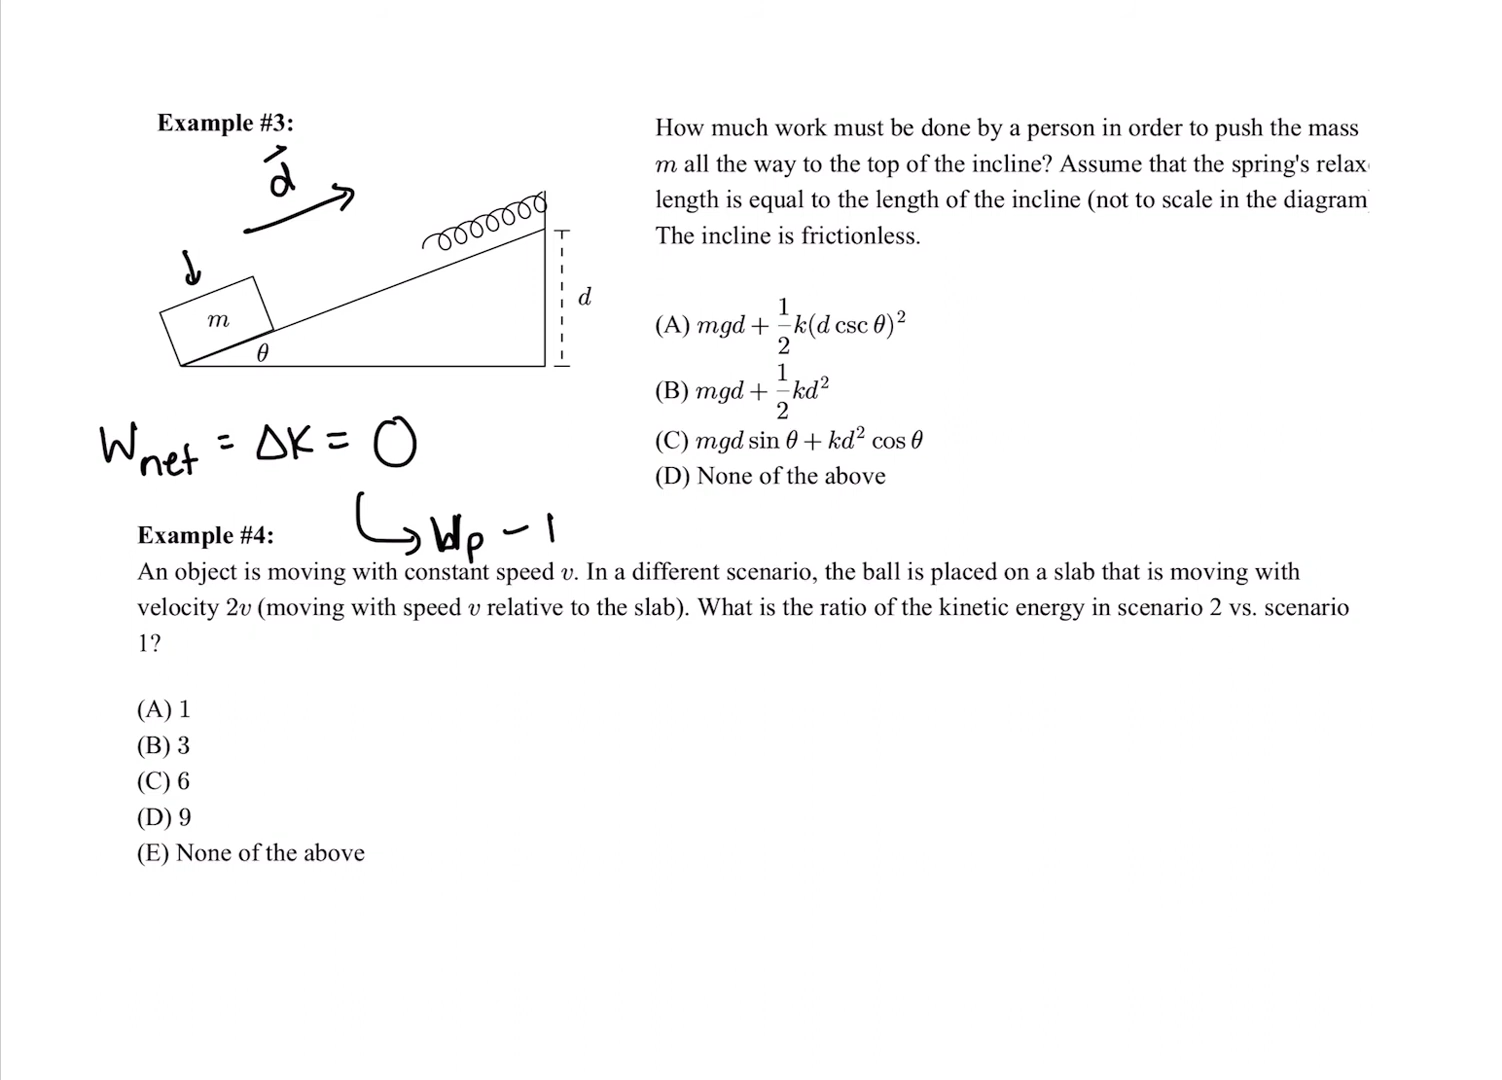 Example #3:
d
m
θ
d
How much work must be done by a person in order to push the mass
m all the way to the top of the incline? Assume that the spring's relax
length is equal to the length of the incline (not to scale in the diagram
The incline is frictionless.
(A) mgd + 1/2 k(d csc θ)²
(B) mgd + 1/2 kd²
(C) mgd sin θ + kd² cos θ
(D) None of the above
Wnet = ΔK = 0
Wp - 1
Example #4:
An object is moving with constant speed v. In a different scenario, the ball is placed on a slab that is moving with
velocity 2v (moving with speed v relative to the slab). What is the ratio of the kinetic energy in scenario 2 vs. scenario
1?
(A) 1
(B) 3
(C) 6
(D) 9
(E) None of the above